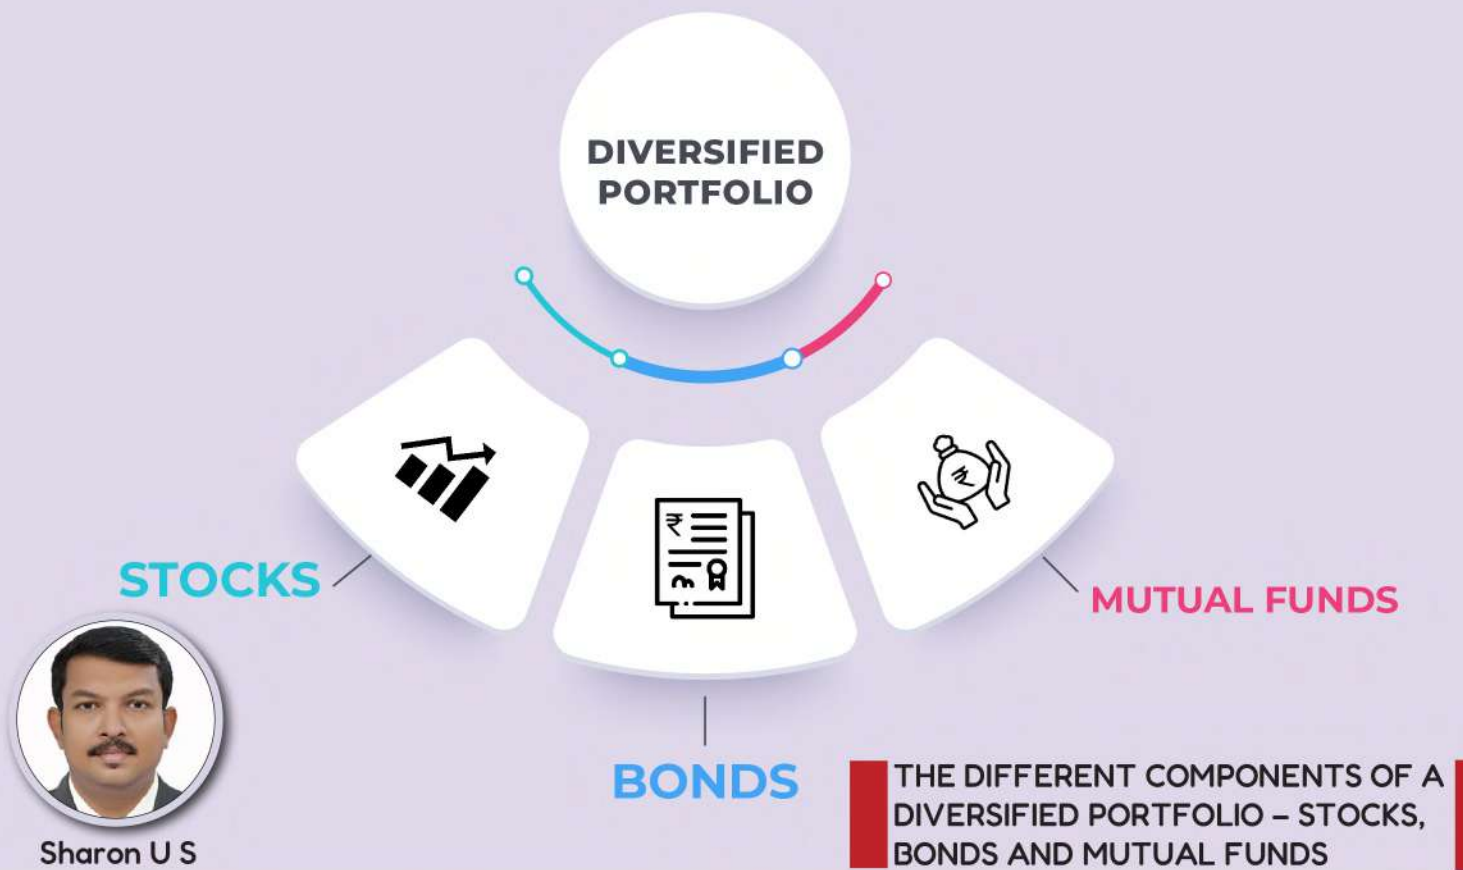 DIVERSIFIED
PORTFOLIO
STOCKS
MUTUAL FUNDS
BONDS
₹
₹
Sharon U S
THE DIFFERENT COMPONENTS OF A
DIVERSIFIED PORTFOLIO – STOCKS,
BONDS AND MUTUAL FUNDS